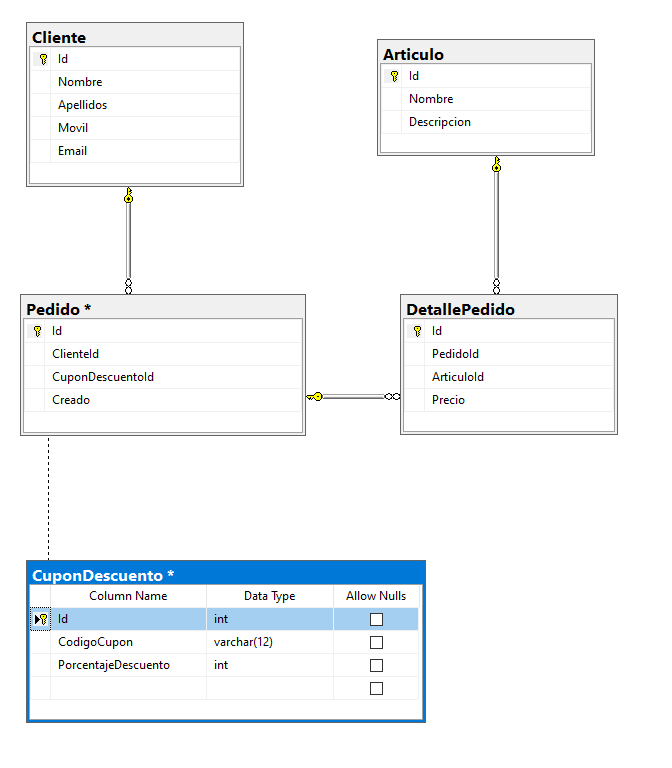 Cliente
Id
Nombre
Apellidos
Movil
Email
Articulo
Id
Nombre
Descripcion
Pedido *
Id
ClienteId
CuponDescuentoId
Creado
DetallePedido
Id
PedidoId
ArticuloId
Precio
CuponDescuento *
Column Name Data Type Allow Nulls
Id int
CodigoCupon varchar(12)
PorcentajeDescuento int